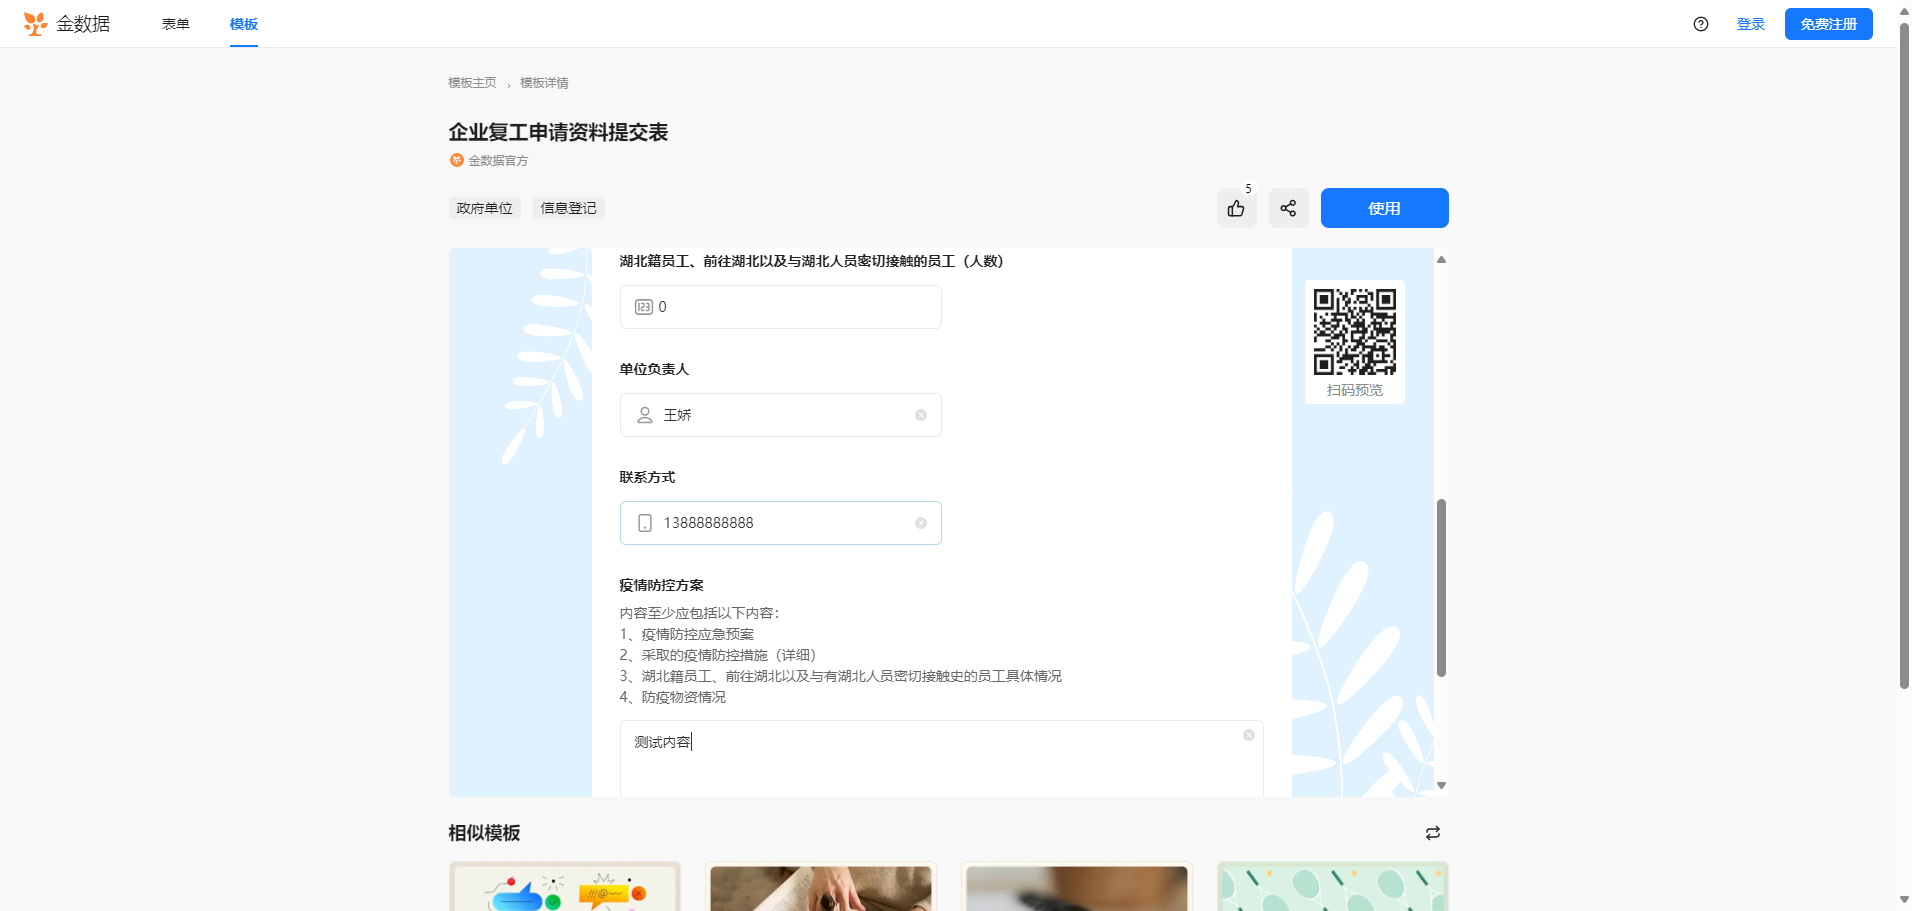 金数据
表单
模板
登录
免费注册
模板主页 , 模板详情
企业复工申请资料提交表
金数据官方
政府单位
信息登记
5
使用
湖北籍员工、前往湖北以及与湖北人员密切接触的员工（人数）
123 0
扫码预览
单位负责人
王娇
联系方式
13888888888
疫情防控方案
内容至少应包括以下内容：
1、疫情防控应急预案
2、采取的疫情防控措施（详细）
3、湖北籍员工、前往湖北以及与有湖北人员密切接触史的员工具体情况
4、防疫物资情况
测试内容
相似模板